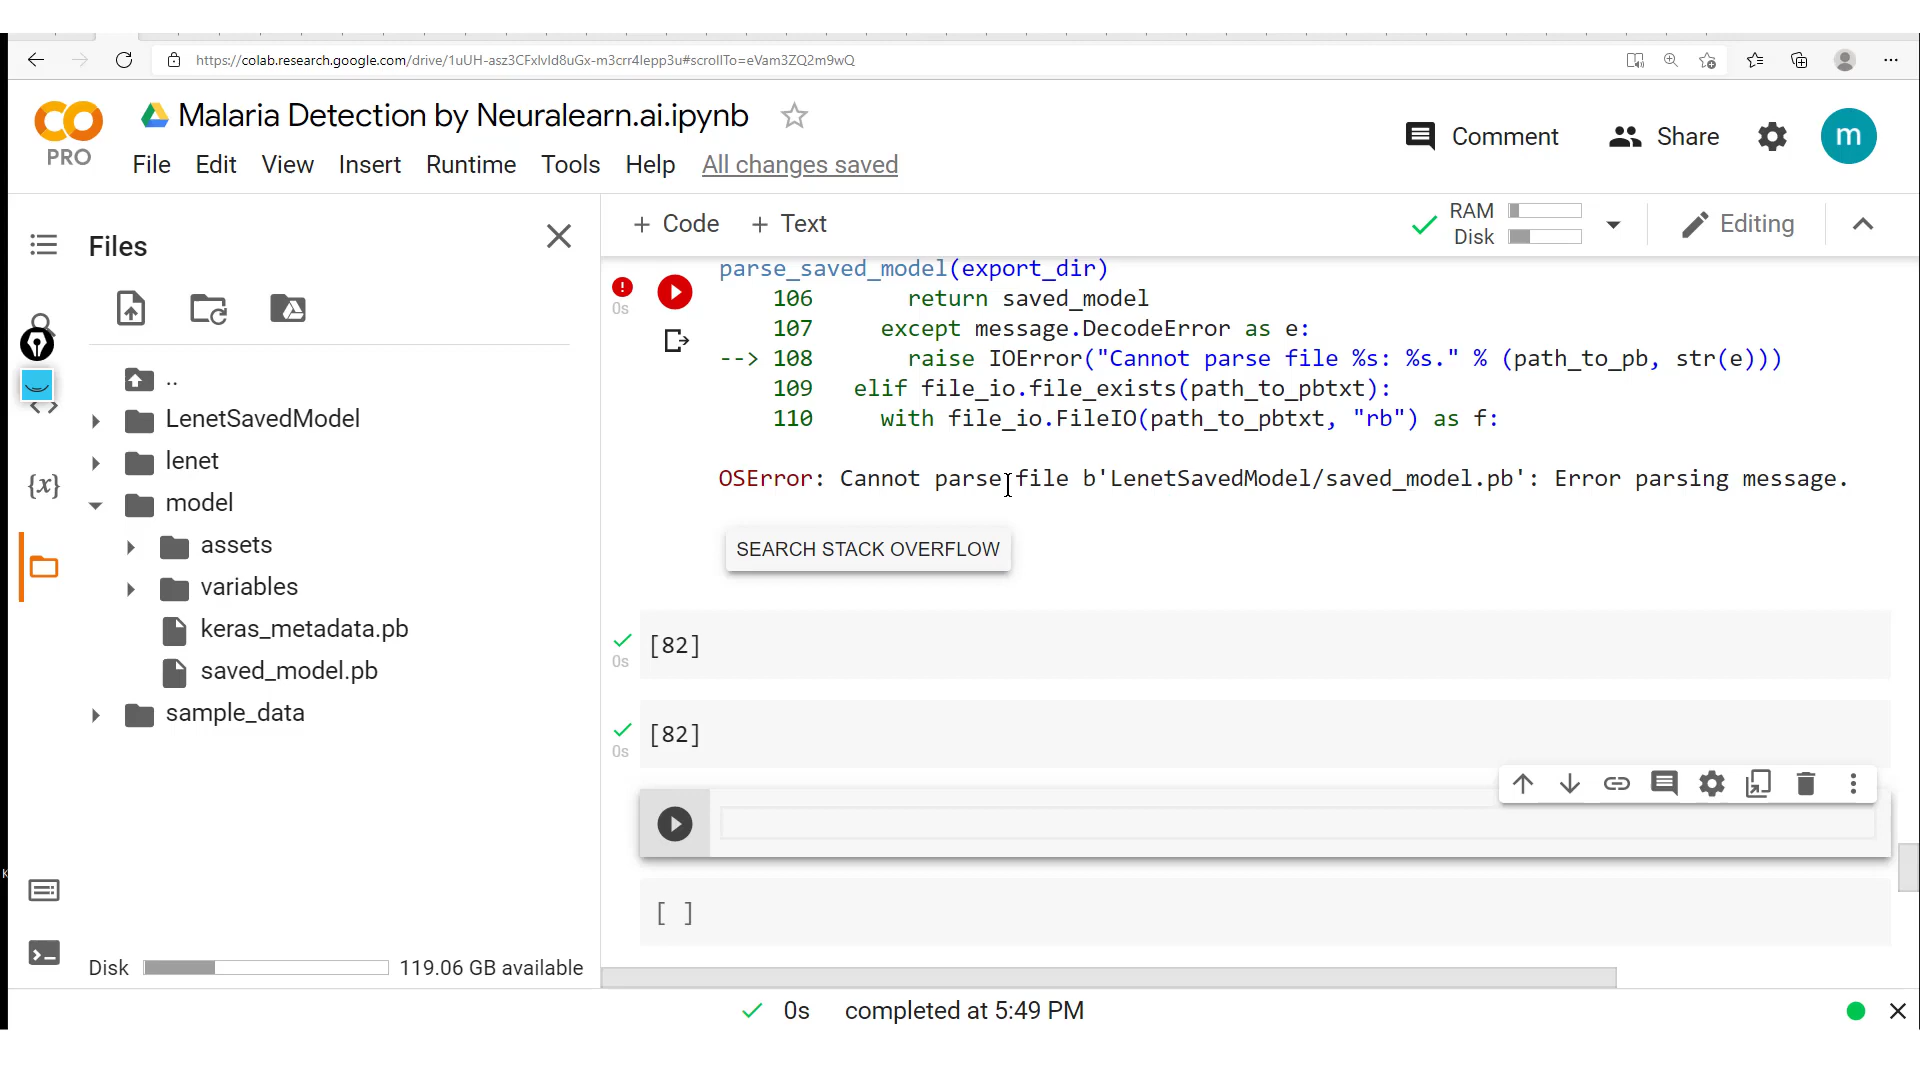 https://colab.research.google.com/drive/1uUH-asz3CFxlvld8uGx-m3crr4lepp3u#scrollTo=eVam3ZQ2m9wQ
CO
PRO
Malaria Detection by Neuralearn.ai.ipynb
File Edit View Insert Runtime Tools Help All changes saved
Comment Share m
Files
+ Code + Text
RAM
Disk
Editing
..
LenetSavedModel
lenet
model
assets
variables
keras_metadata.pb
saved_model.pb
sample_data
{x}
Disk 119.06 GB available
0s
parse_saved_model(export_dir)
106 return saved_model
107 except message.DecodeError as e:
--> 108 raise IOError("Cannot parse file %s: %s." % (path_to_pb, str(e)))
109 elif file_io.file_exists(path_to_pbtxt):
110 with file_io.FileIO(path_to_pbtxt, "rb") as f:
OSError: Cannot parse file b'LenetSavedModel/saved_model.pb': Error parsing message.
SEARCH STACK OVERFLOW
[82]
0s
[82]
0s
[ ]
0s completed at 5:49 PM